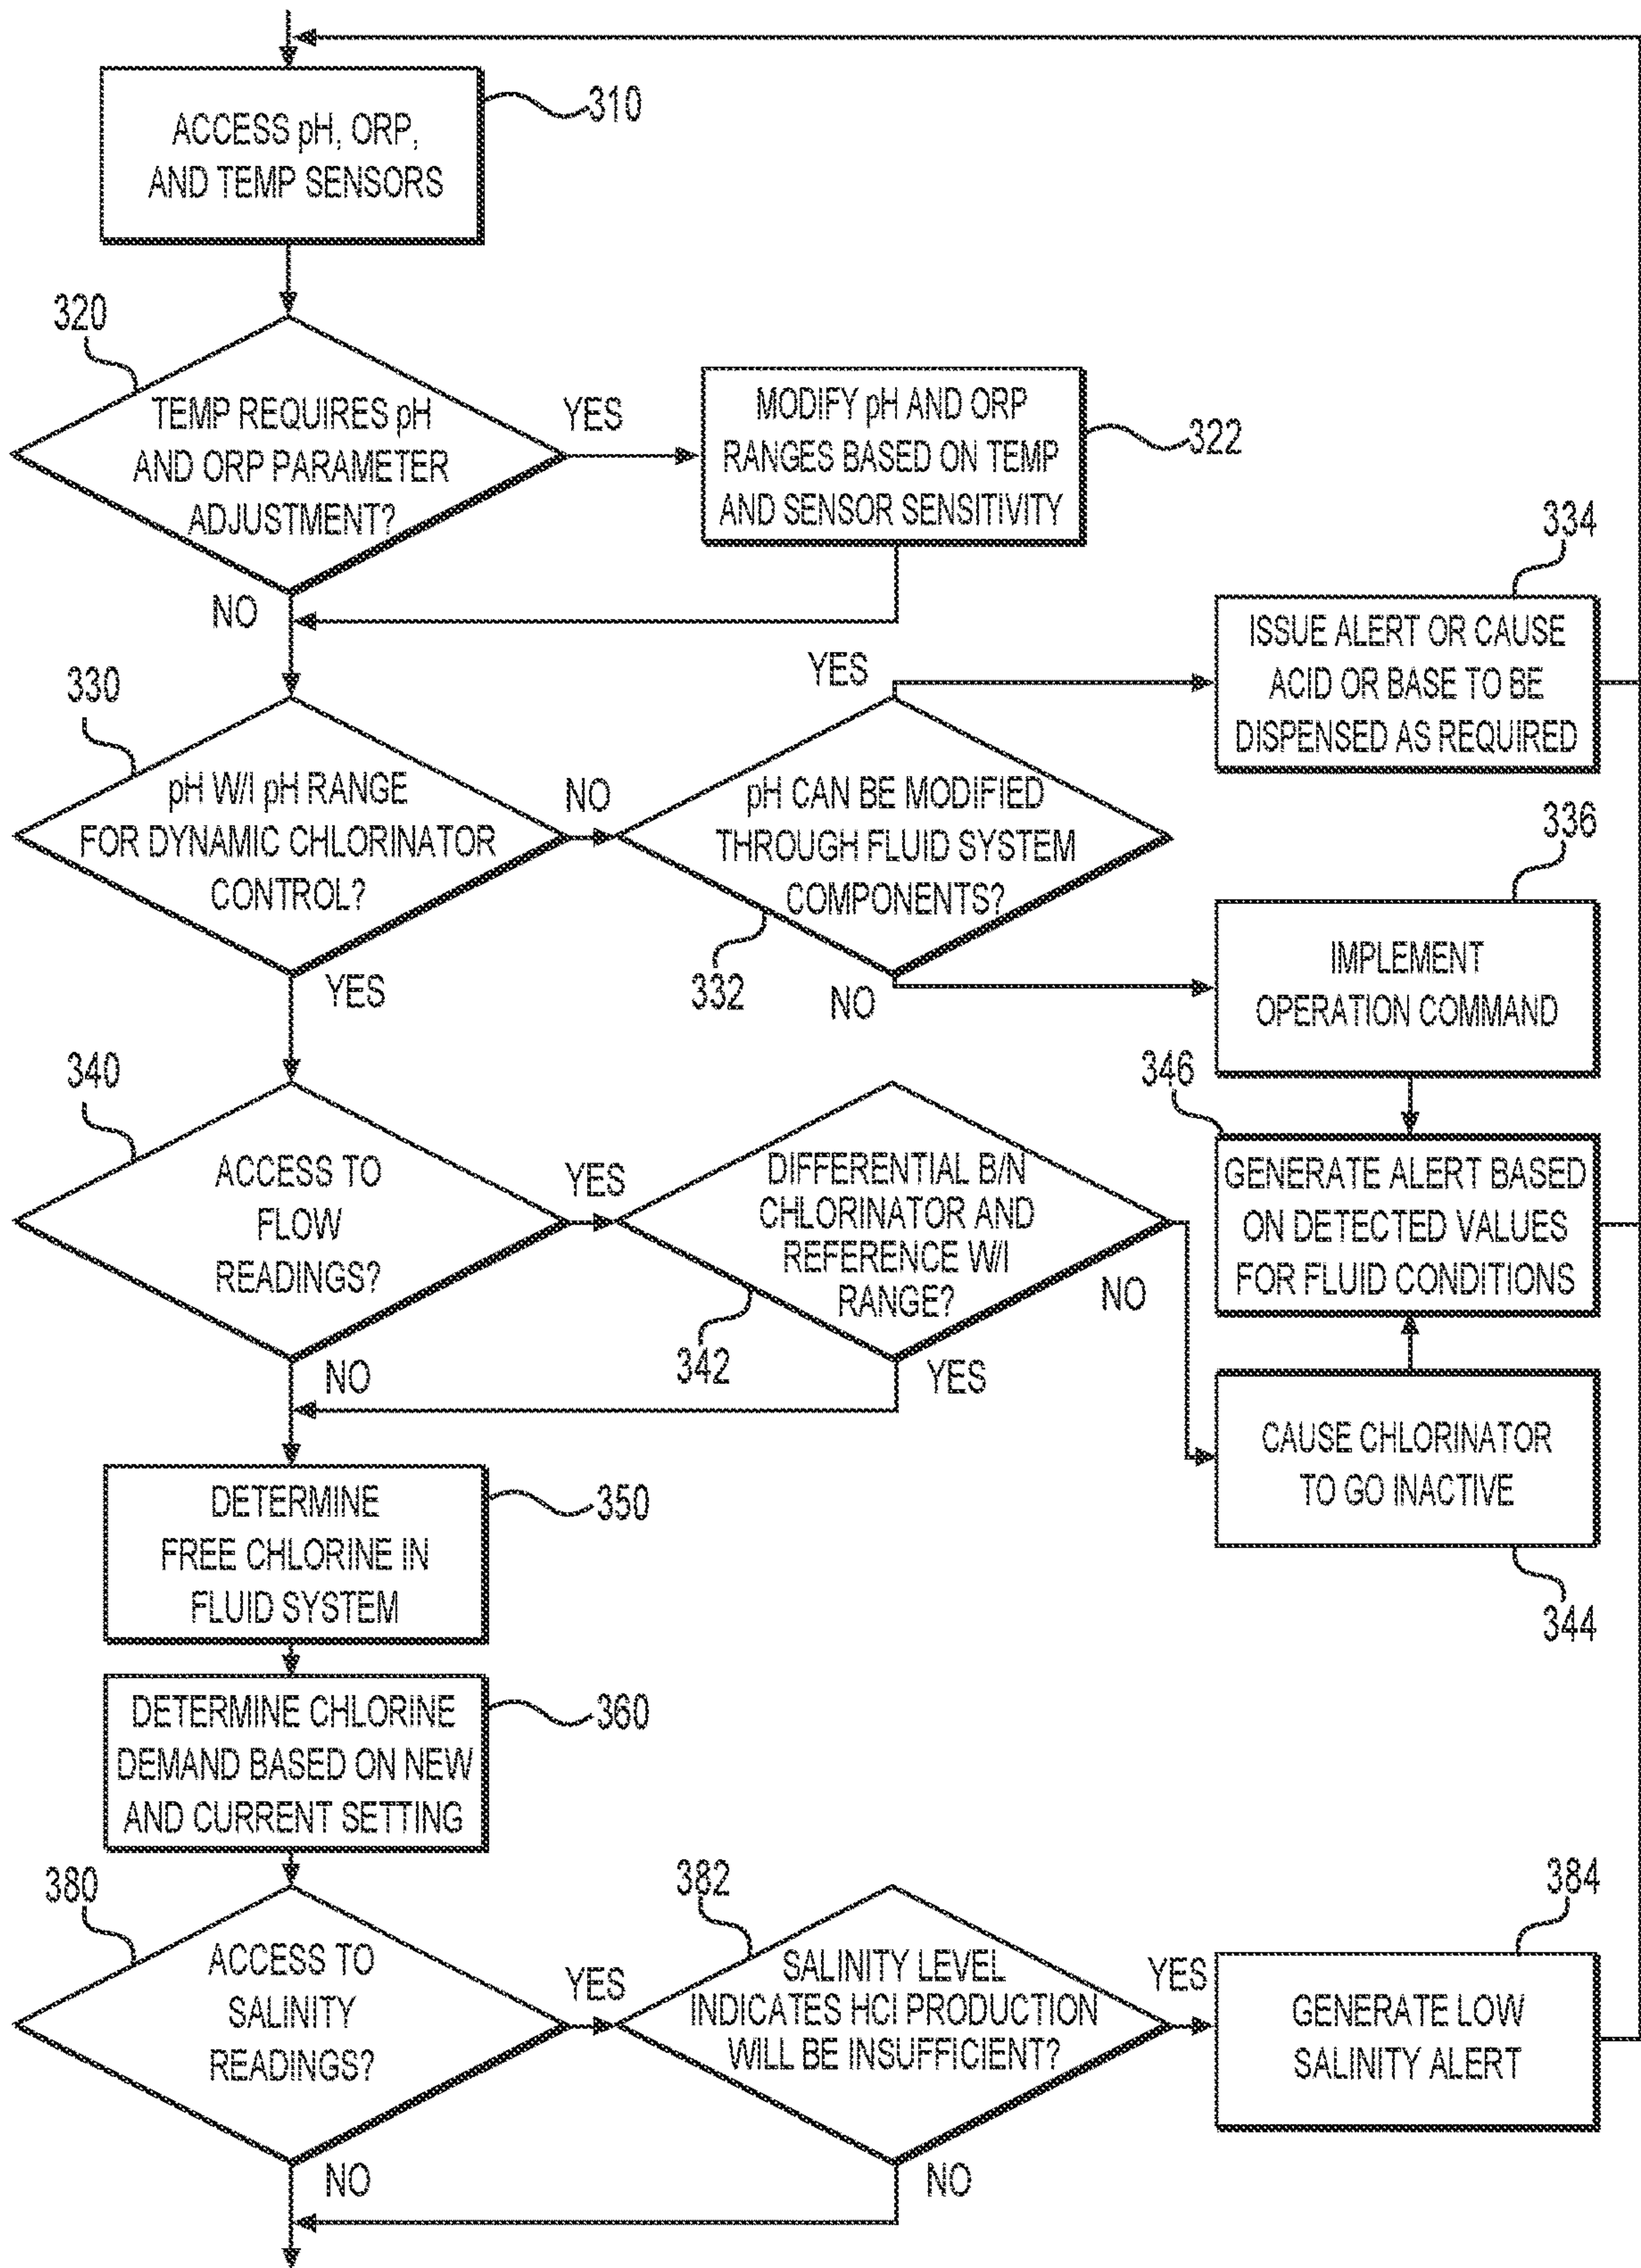 310
ACCESS pH, ORP,
AND TEMP SENSORS
320
TEMP REQUIRES pH
AND ORP PARAMETER
ADJUSTMENT?
YES
NO
MODIFY pH AND ORP
RANGES BASED ON TEMP
AND SENSOR SENSITIVITY
322
330
pH W/I pH RANGE
FOR DYNAMIC CHLORINATOR
CONTROL?
NO
YES
pH CAN BE MODIFIED
THROUGH FLUID SYSTEM
COMPONENTS?
332
YES
NO
334
ISSUE ALERT OR CAUSE
ACID OR BASE TO BE
DISPENSED AS REQUIRED
336
IMPLEMENT
OPERATION COMMAND
340
ACCESS TO
FLOW
READINGS?
YES
NO
DIFFERENTIAL B/N
CHLORINATOR AND
REFERENCE W/I
RANGE?
342
NO
YES
346
GENERATE ALERT BASED
ON DETECTED VALUES
FOR FLUID CONDITIONS
CAUSE CHLORINATOR
TO GO INACTIVE
344
DETERMINE
FREE CHLORINE IN
FLUID SYSTEM
350
DETERMINE CHLORINE
DEMAND BASED ON NEW
AND CURRENT SETTING
360
380
ACCESS TO
SALINITY
READINGS?
YES
NO
382
SALINITY LEVEL
INDICATES HCl PRODUCTION
WILL BE INSUFFICIENT?
YES
NO
384
GENERATE LOW
SALINITY ALERT